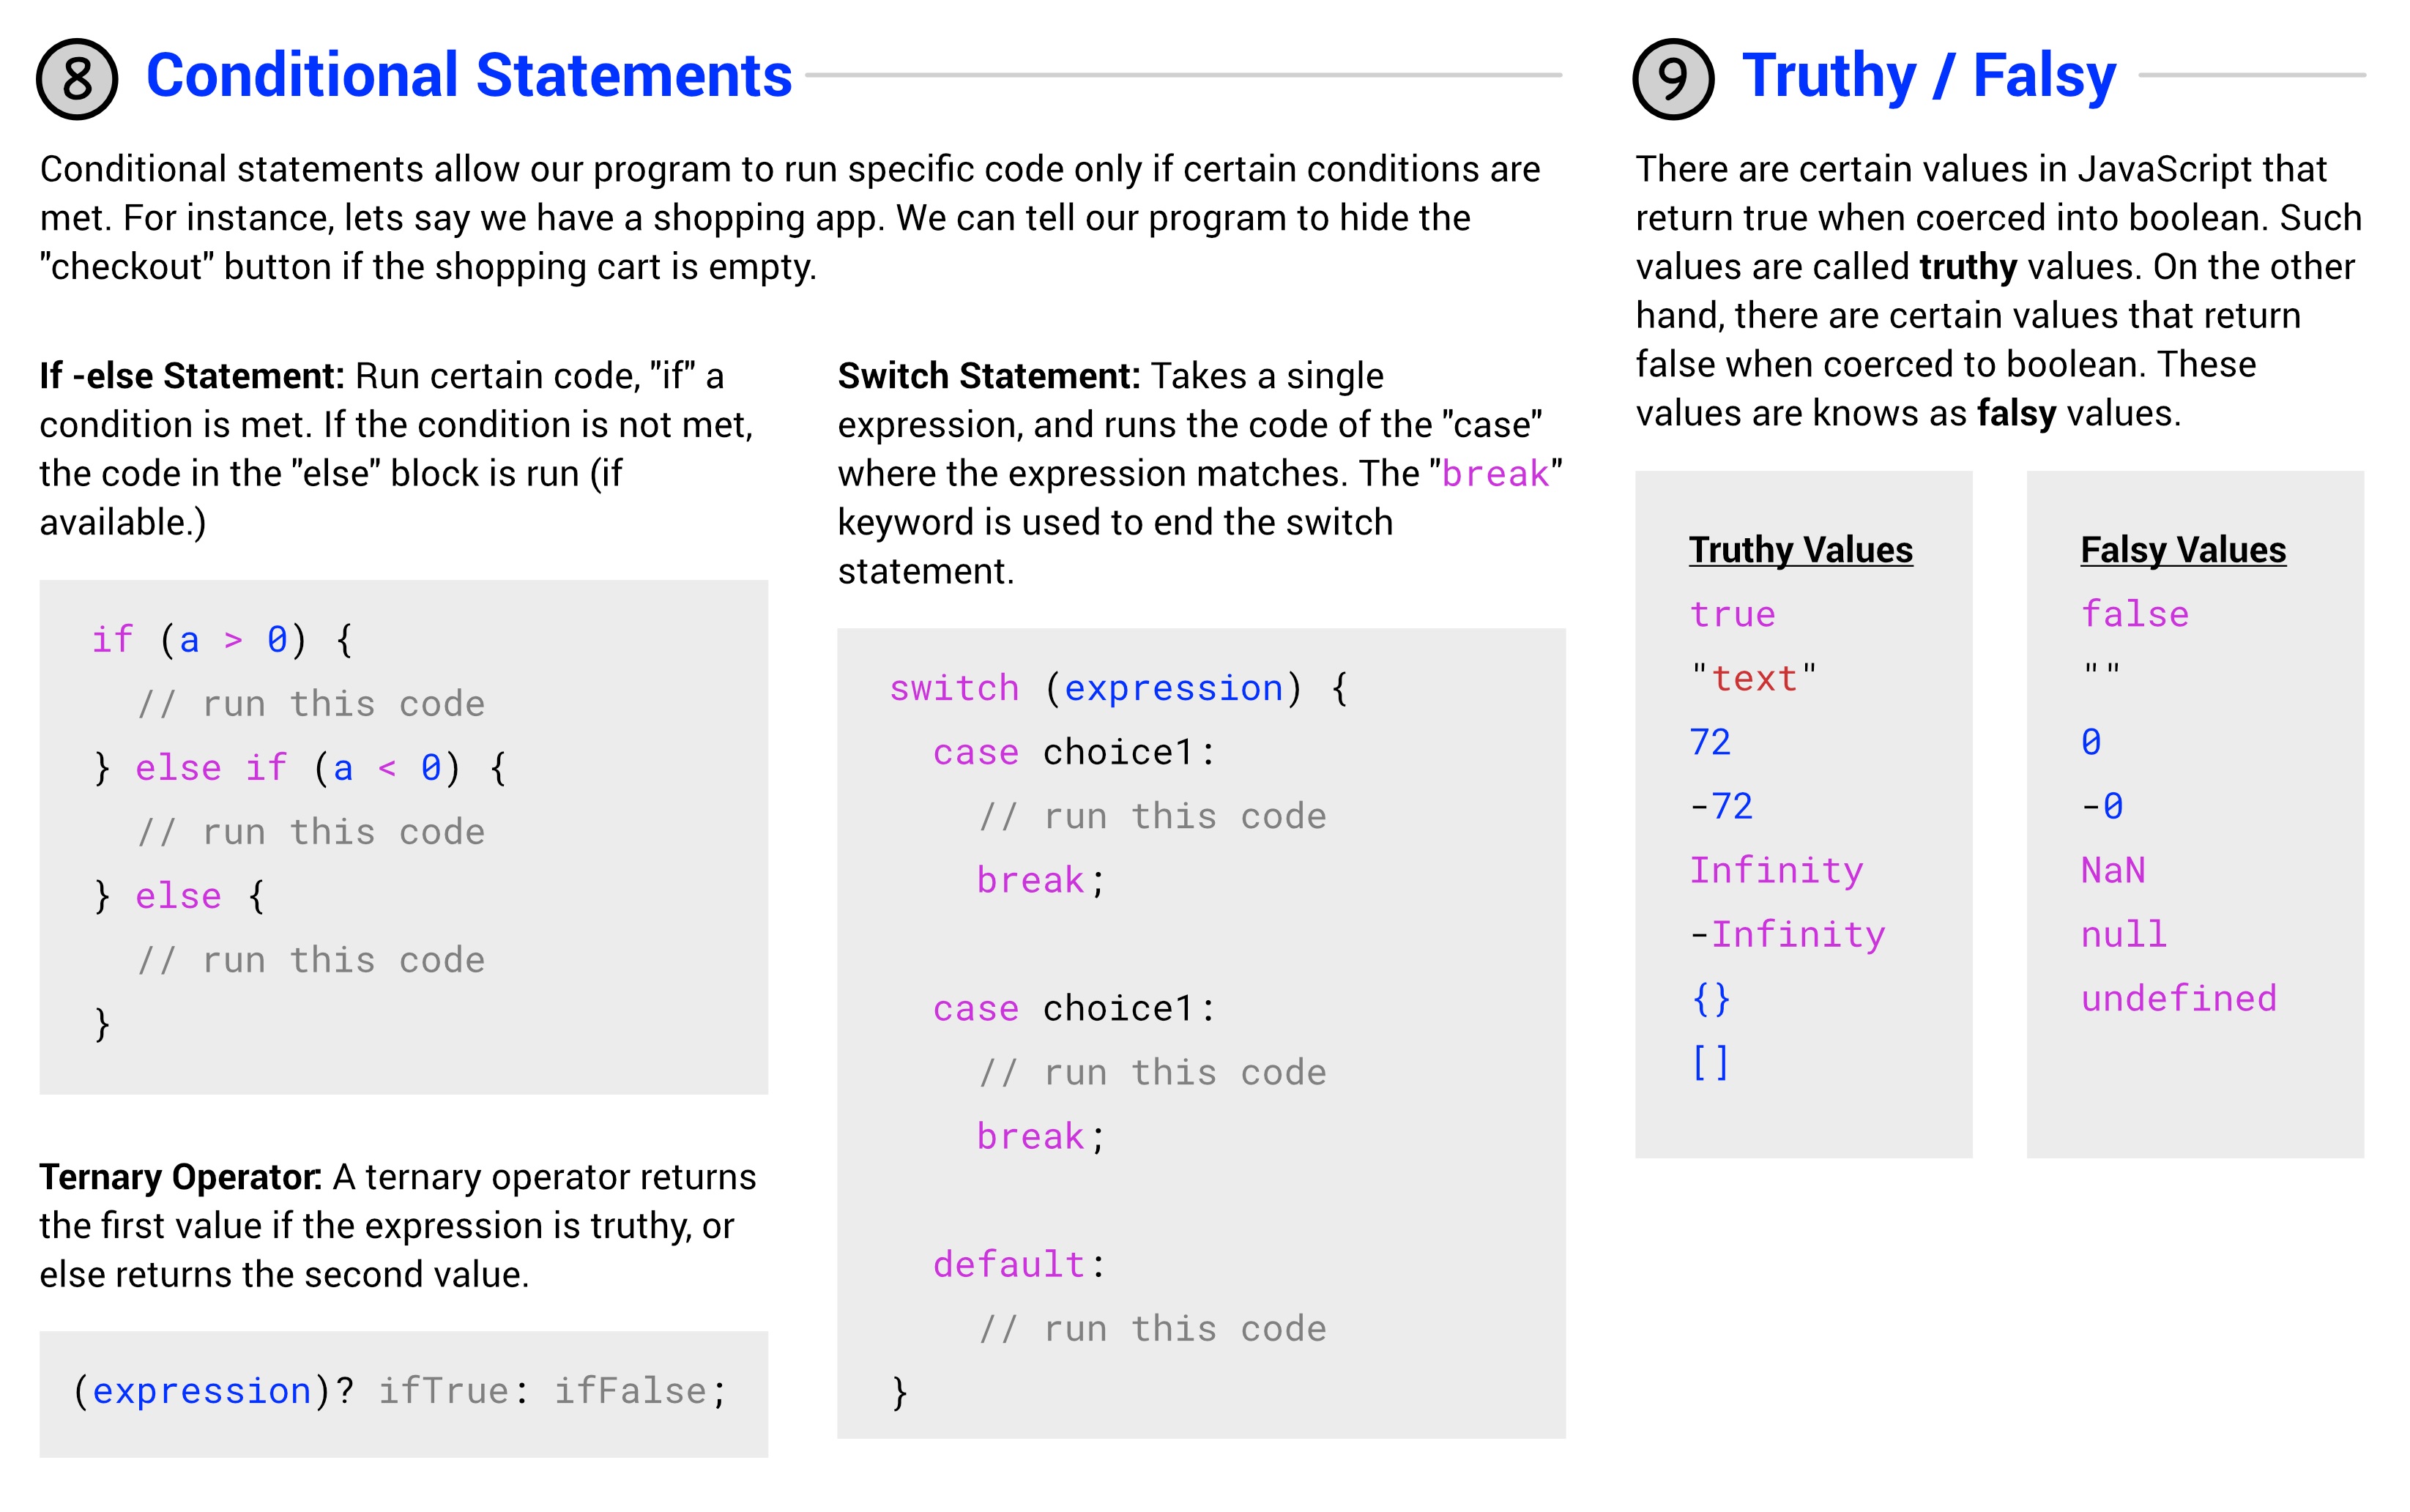 8 Conditional Statements
Conditional statements allow our program to run specific code only if certain conditions are
met. For instance, lets say we have a shopping app. We can tell our program to hide the
"checkout" button if the shopping cart is empty.
If -else Statement: Run certain code, "if" a
condition is met. If the condition is not met,
the code in the "else" block is run (if
available.)
if (a > 0) {
// run this code
} else if (a < 0) {
// run this code
} else {
// run this code
}
Ternary Operator: A ternary operator returns
the first value if the expression is truthy, or
else returns the second value.
(expression)? ifTrue: ifFalse;
Switch Statement: Takes a single
expression, and runs the code of the "case"
where the expression matches. The "break"
keyword is used to end the switch
statement.
switch (expression) {
case choice1:
// run this code
break;
case choice1:
// run this code
break;
default:
// run this code
}
9 Truthy / Falsy
There are certain values in JavaScript that
return true when coerced into boolean. Such
values are called truthy values. On the other
hand, there are certain values that return
false when coerced to boolean. These
values are knows as falsy values.
Truthy Values
true
"text"
72
-72
Infinity
-Infinity
{}
[]
Falsy Values
false
""
0
-0
NaN
null
undefined